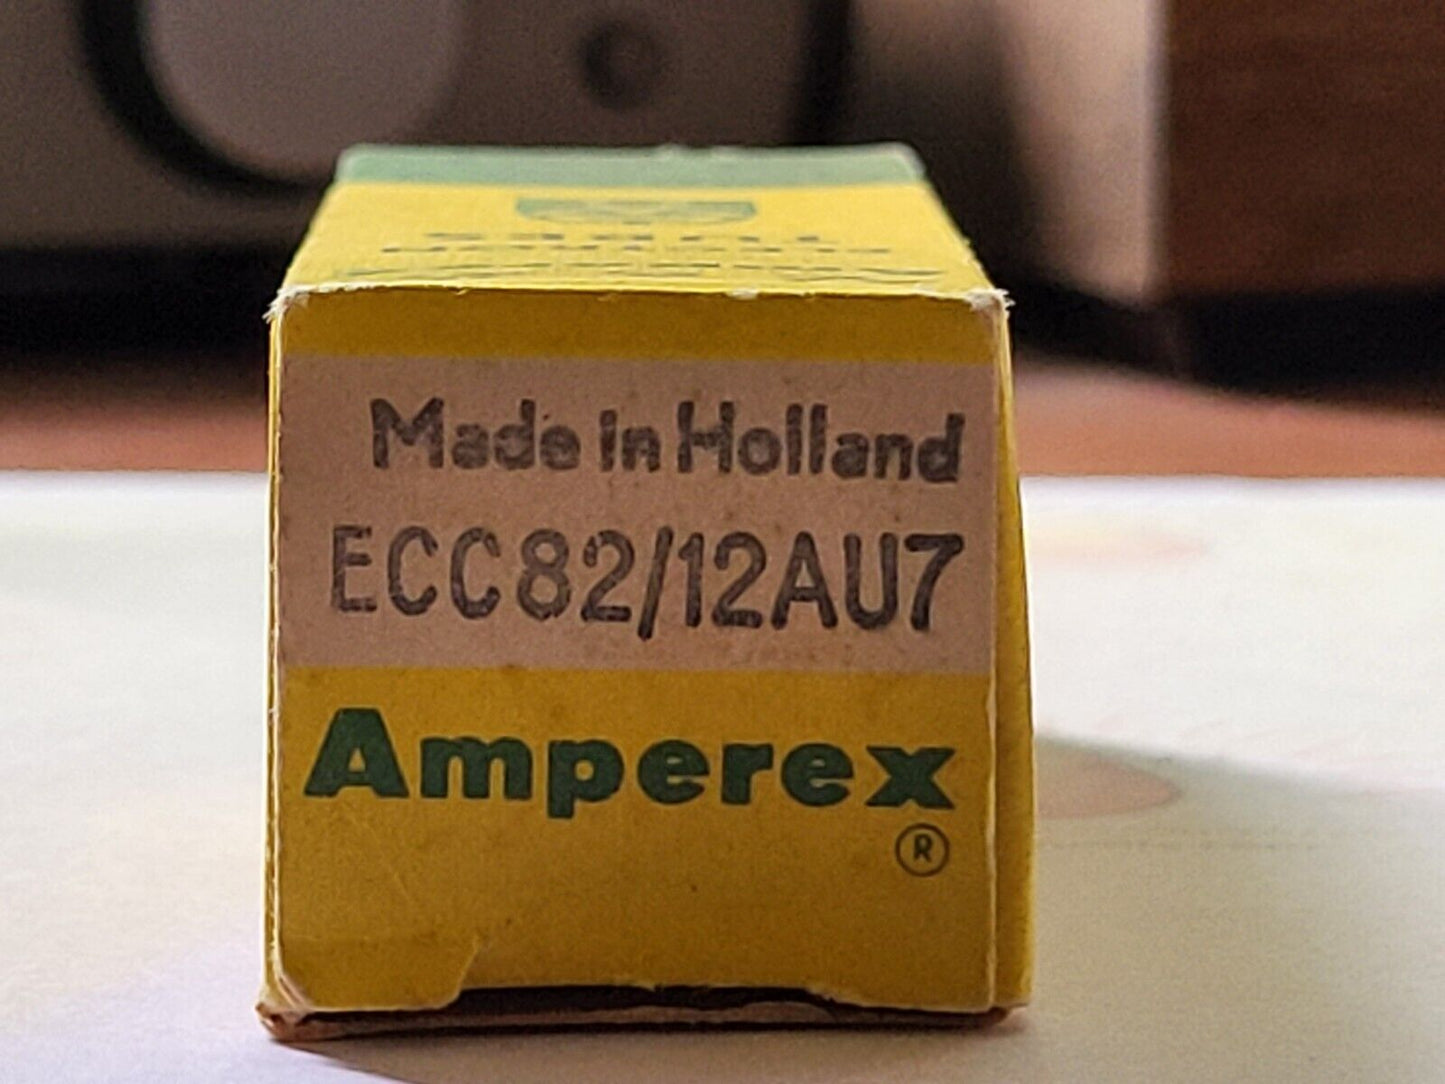 Made in Holland
ECC82/12AU7
Amperex
®